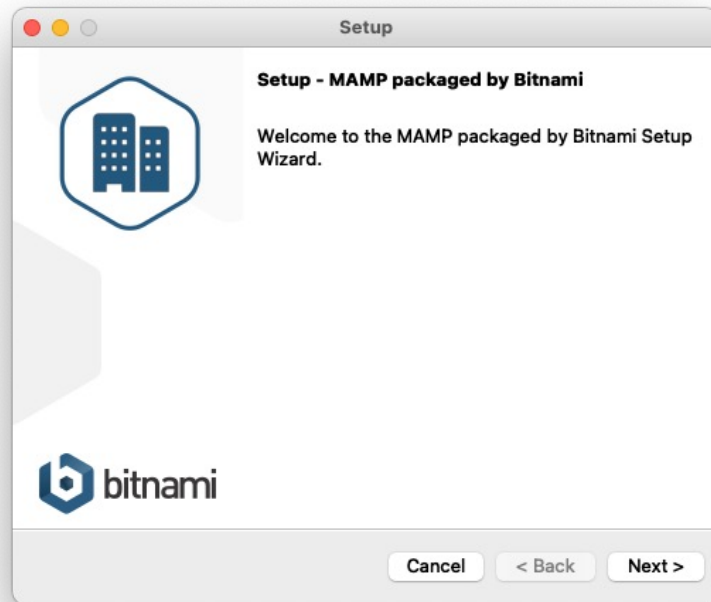 Setup
Setup - MAMP packaged by Bitnami
Welcome to the MAMP packaged by Bitnami Setup
Wizard.
bitnami
Cancel
< Back
Next >